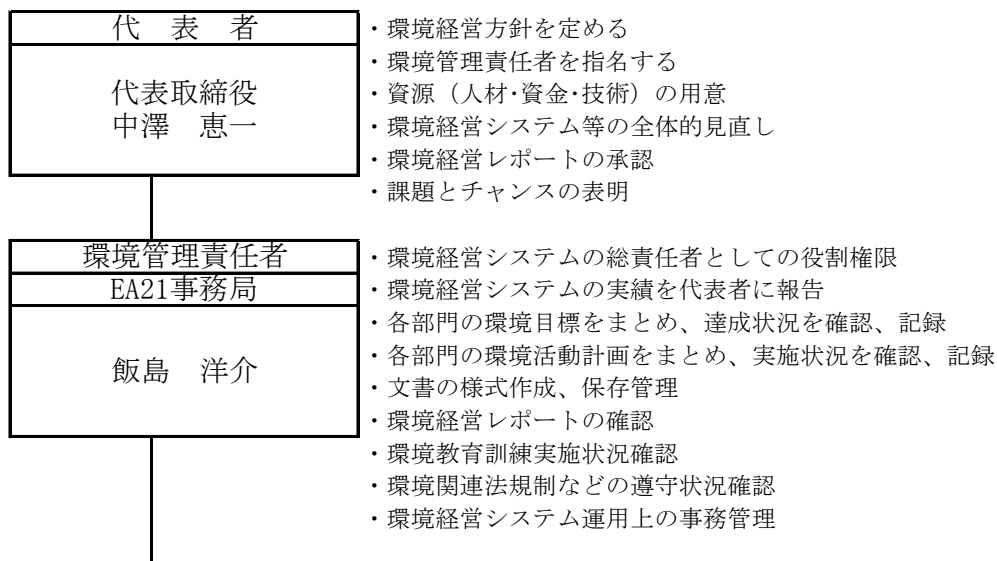 代　表　者
代表取締役
中澤　恵一
・環境経営方針を定める
・環境管理責任者を指名する
・資源（人材･資金･技術）の用意
・環境経営システム等の全体的見直し
・環境経営レポートの承認
・課題とチャンスの表明
環境管理責任者
EA21事務局
飯島　洋介
・環境経営システムの総責任者としての役割権限
・環境経営システムの実績を代表者に報告
・各部門の環境目標をまとめ、達成状況を確認、記録
・各部門の環境活動計画をまとめ、実施状況を確認、記録
・文書の様式作成、保存管理
・環境経営レポートの確認
・環境教育訓練実施状況確認
・環境関連法規制などの遵守状況確認
・環境経営システム運用上の事務管理